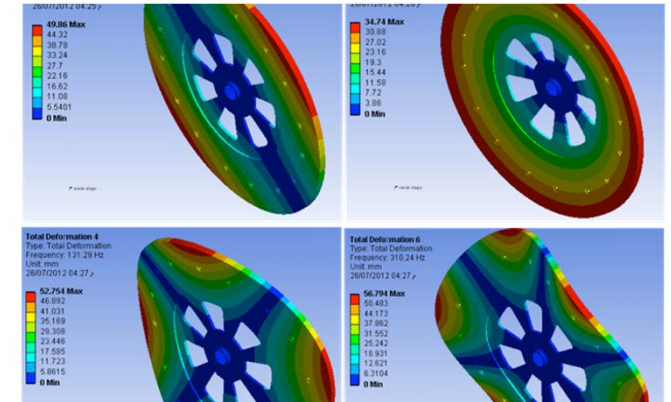 26/07/2012 04:25 م
49.86 Max
44.32
38.78
33.24
27.7
22.16
16.62
11.08
5.5401
0 Min
34.74 Max
30.88
27.02
23.16
19.3
15.44
11.58
7.72
3.86
0 Min
Total Deformation 4
Type: Total Deformation
Frequency: 131.29 Hz
Unit: mm
26/07/2012 04:27 م
52.754 Max
46.892
41.031
35.169
29.308
23.446
17.585
11.723
5.8615
0 Min
Total Deformation 6
Type: Total Deformation
Frequency: 310.24 Hz
Unit: mm
26/07/2012 04:27 م
56.794 Max
50.483
44.173
37.862
31.552
25.242
18.931
12.621
6.3104
0 Min